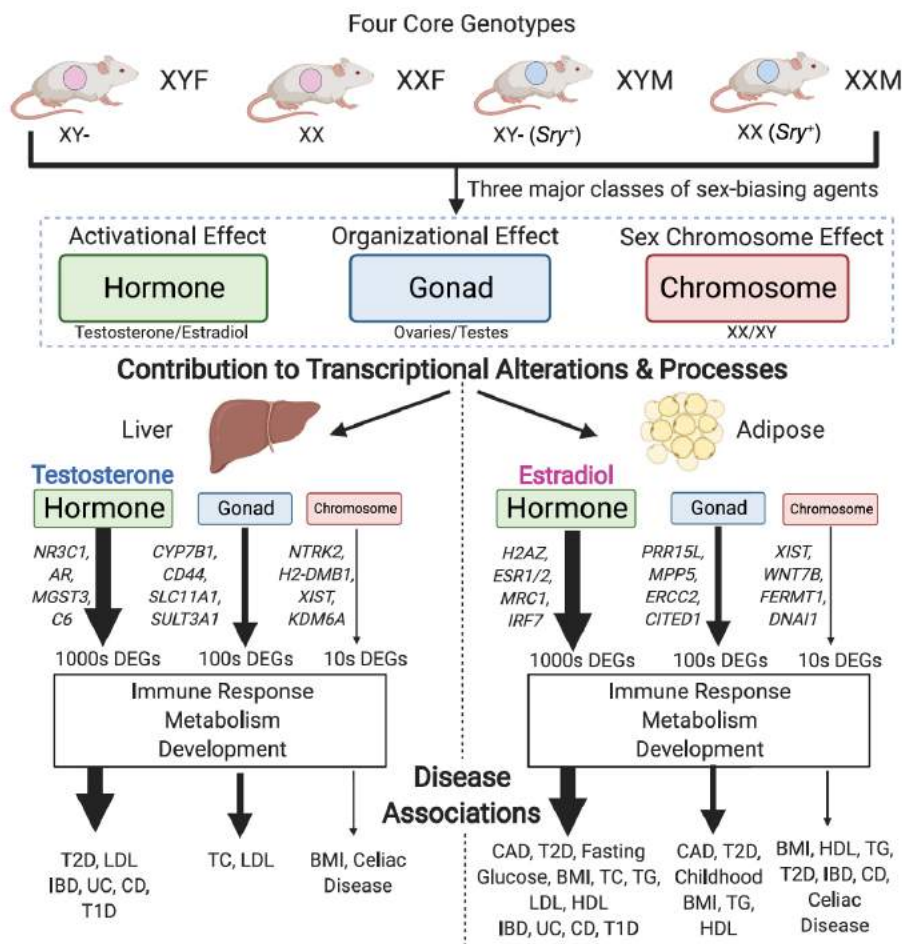 Four Core Genotypes
XYF
XXF
XYM
XXM
XY-
XX
XY- (Sry⁺)
XX (Sry⁺)
Three major classes of sex-biasing agents
Activational Effect
Organizational Effect
Sex Chromosome Effect
Hormone
Gonad
Chromosome
Testosterone/Estradiol
Ovaries/Testes
XX/XY
Contribution to Transcriptional Alterations & Processes
Liver
Adipose
Testosterone
Hormone
Gonad
Chromosome
NR3C1,
AR,
MGST3,
C6
CYP7B1,
CD44,
SLC11A1,
SULT3A1
NTRK2,
H2-DMB1,
XIST,
KDM6A
1000s DEGs
100s DEGs
10s DEGs
Immune Response
Metabolism
Development
Estradiol
Hormone
Gonad
Chromosome
H2AZ,
ESR1/2,
MRC1,
IRF7
PRR15L,
MPP5,
ERCC2,
CITED1
XIST,
WNT7B,
FERMT1,
DNAI1
1000s DEGs
100s DEGs
10s DEGs
Immune Response
Metabolism
Development
Disease
Associations
T2D, LDL
IBD, UC, CD,
T1D
TC, LDL
BMI, Celiac
Disease
CAD, T2D, Fasting
Glucose, BMI, TC, TG,
LDL, HDL
IBD, UC, CD, T1D
CAD, T2D,
Childhood
BMI, TG,
HDL
BMI, HDL, TG,
T2D, IBD, CD,
Celiac
Disease